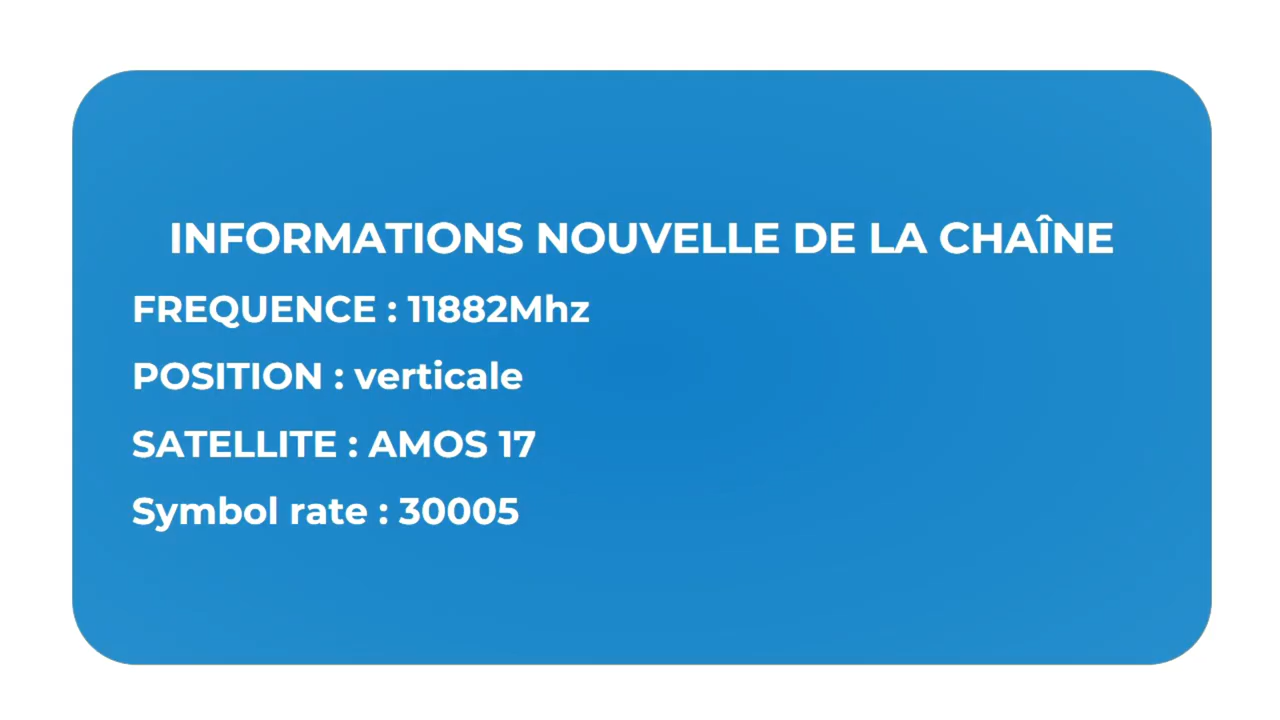 INFORMATIONS NOUVELLE DE LA CHAÎNE
FREQUENCE : 11882Mhz
POSITION : verticale
SATELLITE : AMOS 17
Symbol rate : 30005